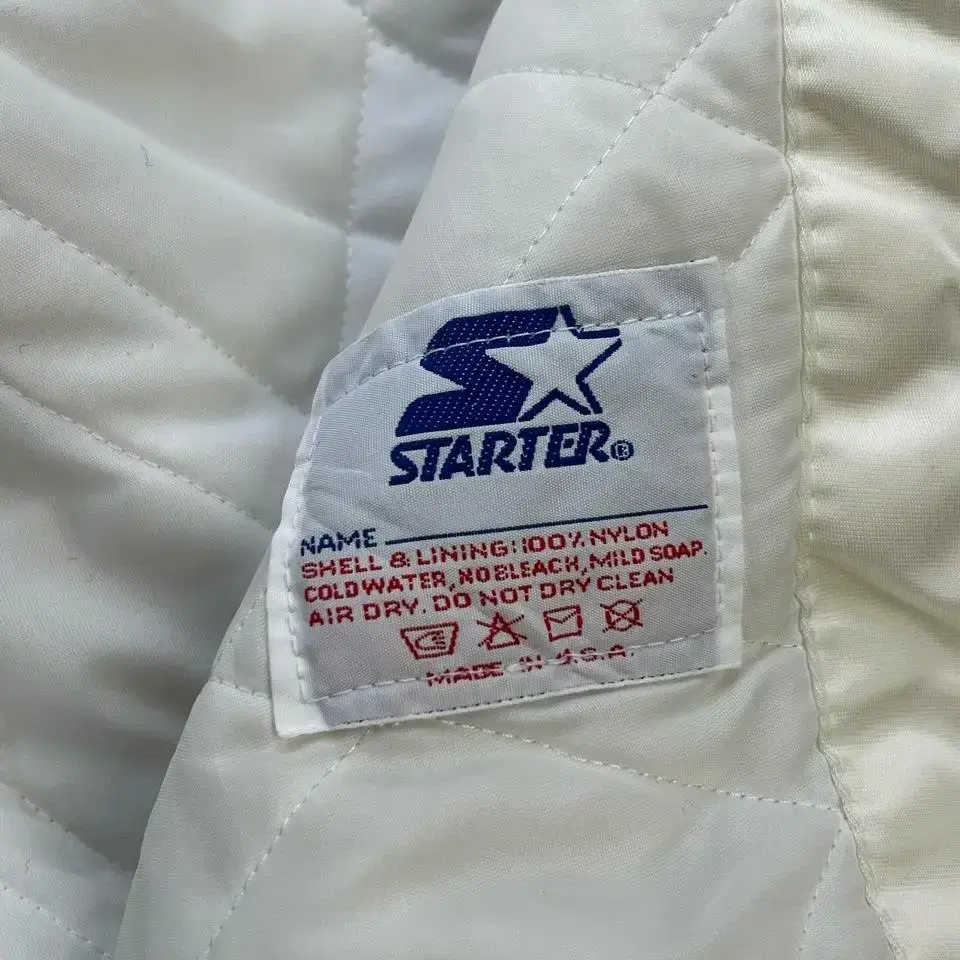 STARTER®
NAME
SHELL & LINING: 100% NYLON
COLD WATER, NO BLEACH, MILD SOAP.
AIR DRY. DO NOT DRY CLEAN
MADE IN U.S.A.